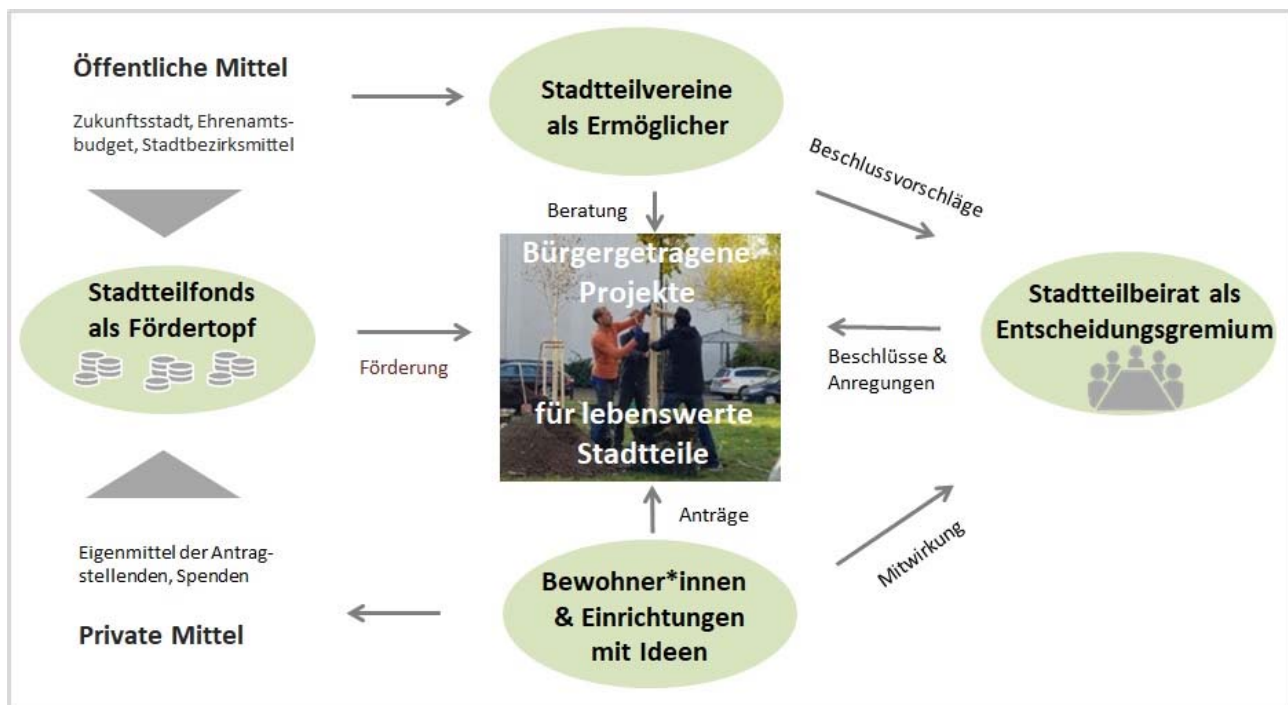 Öffentliche Mittel
Zukunftsstadt, Ehrenamts-
budget, Stadtbezirksmittel
Stadtteilvereine
als Ermöglicher
Beschlussvorschläge
Beratung
Stadtteilfonds
als Fördertopf
Förderung
Bürgergetragene
Projekte
für lebenswerte
Stadtteile
Stadtteilbeirat als
Entscheidungsgremium
Beschlüsse &
Anregungen
Anträge
Mitwirkung
Eigenmittel der Antrag-
stellenden, Spenden
Private Mittel
Bewohner*innen
& Einrichtungen
mit Ideen